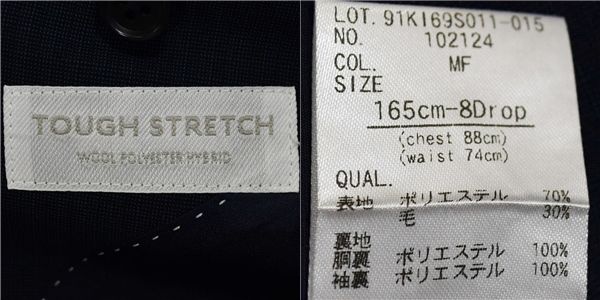 TOUGH STRETCH
WOOL POLYESTER HYBRID
LOT. 91KI69S011-015
NO. 102124
COL. MF
SIZE
165cm-8Drop
(chest 88cm)
(waist 74cm)
QUAL.
表地 ポリエステル 70%
毛 30%
裏地
胴裏 ポリエステル 100%
袖裏 ポリエステル 100%